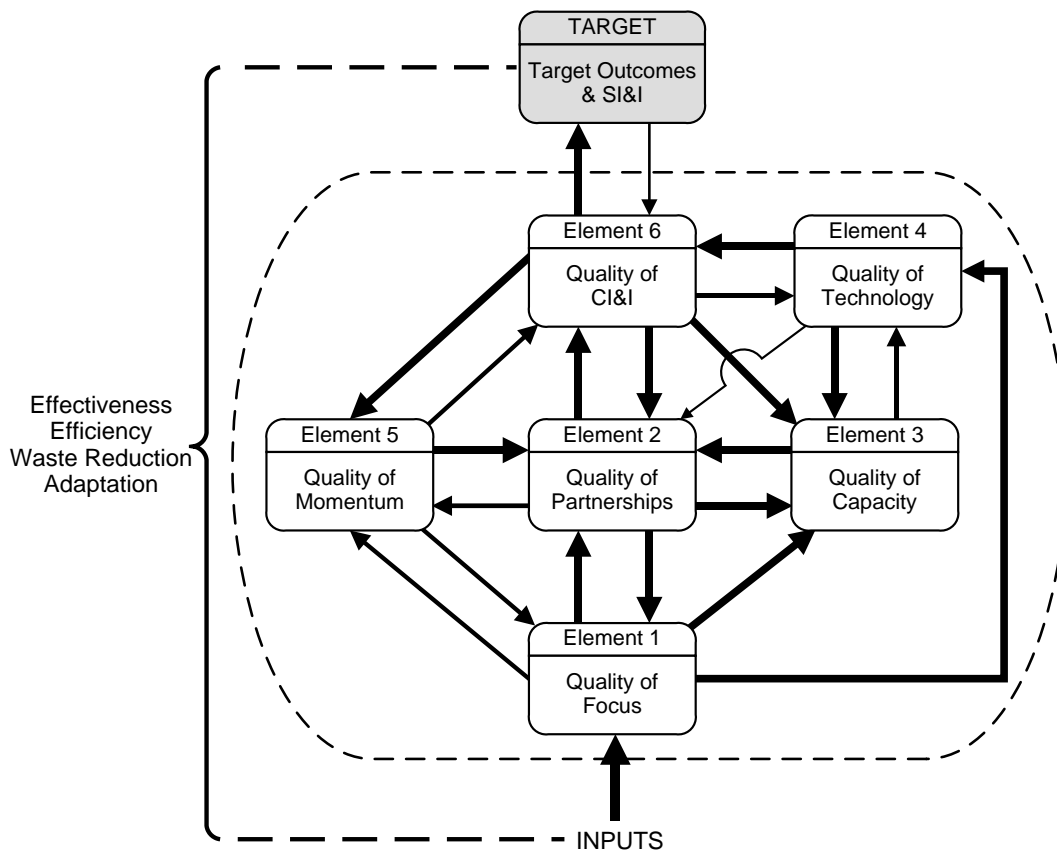 TARGET
Target Outcomes
& SI&I
Element 6
Quality of
CI&I
Element 4
Quality of
Technology
Effectiveness
Efficiency
Waste Reduction
Adaptation
Element 5
Quality of
Momentum
Element 2
Quality of
Partnerships
Element 3
Quality of
Capacity
Element 1
Quality of
Focus
INPUTS